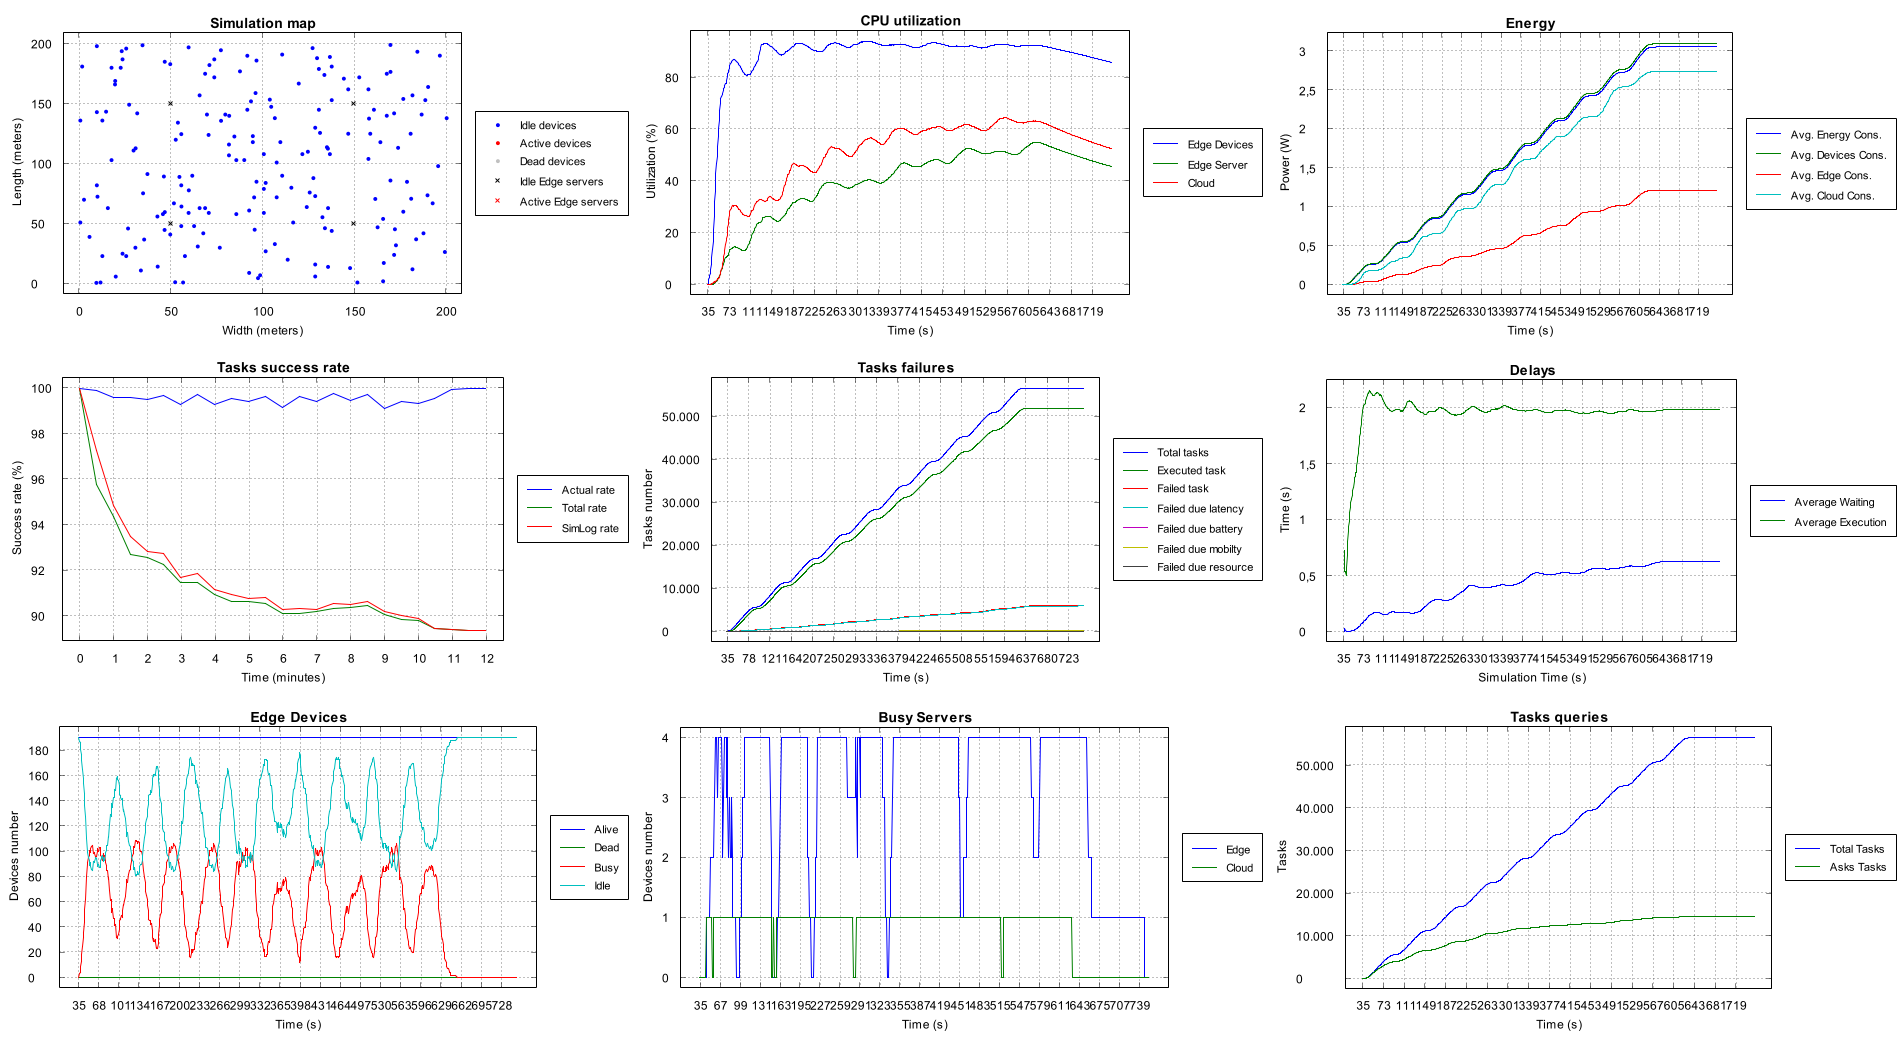 Simulation map
200
150
100
50
0
0 50 100 150 200
Length (meters)
Width (meters)
Idle devices
Active devices
Dead devices
Idle Edge servers
Active Edge servers
CPU utilization
80
60
40
20
0
Utilization (%)
Time (s)
Edge Devices
Edge Server
Cloud
Energy
3
2,5
2
1,5
1
0,5
0
Power (W)
Time (s)
Avg. Energy Cons.
Avg. Devices Cons.
Avg. Edge Cons.
Avg. Cloud Cons.
Tasks success rate
100
98
96
94
92
90
0 1 2 3 4 5 6 7 8 9 10 11 12
Success rate (%)
Time (minutes)
Actual rate
Total rate
SimLog rate
Tasks failures
50.000
40.000
30.000
20.000
10.000
0
Tasks number
Time (s)
Total tasks
Executed task
Failed task
Failed due latency
Failed due battery
Failed due mobilty
Failed due resource
Delays
2
1,5
1
0,5
0
Time (s)
Simulation Time (s)
Average Waiting
Average Execution
Edge Devices
180
160
140
120
100
80
60
40
20
0
Devices number
Time (s)
Alive
Dead
Busy
Idle
Busy Servers
4
3
2
1
0
Devices number
Time (s)
Edge
Cloud
Tasks queries
50.000
40.000
30.000
20.000
10.000
0
Tasks
Time (s)
Total Tasks
Asks Tasks